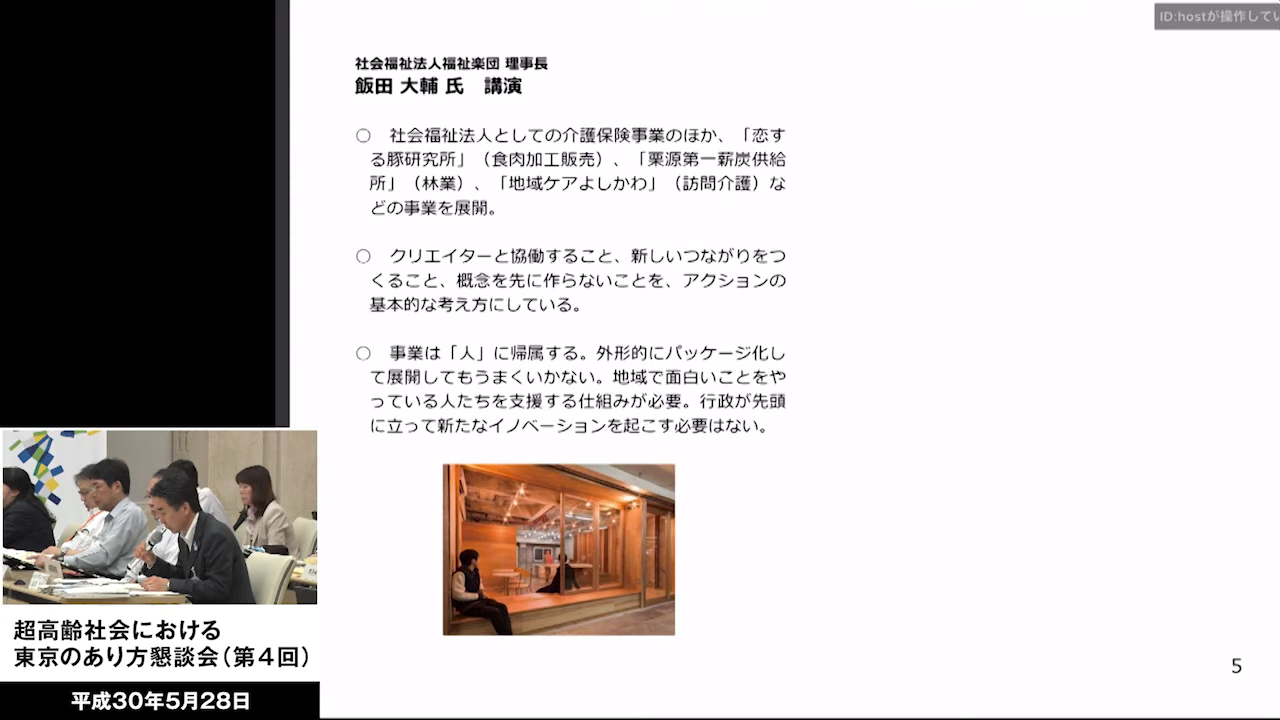 ID:hostが操作してい
社会福祉法人福祉楽団 理事長
飯田 大輔 氏　講演
○　社会福祉法人としての介護保険事業のほか、「恋す
る豚研究所」（食肉加工販売）、「栗源第一薪炭供給
所」（林業）、「地域ケアよしかわ」（訪問介護）な
どの事業を展開。
○　クリエイターと協働すること、新しいつながりをつ
くること、概念を先に作らないことを、アクションの
基本的な考え方にしている。
○　事業は「人」に帰属する。外形的にパッケージ化し
て展開してもうまくいかない。地域で面白いことをや
っている人たちを支援する仕組みが必要。行政が先頭
に立って新たなイノベーションを起こす必要はない。
超高齢社会における
東京のあり方懇談会（第４回）
平成30年5月28日
5